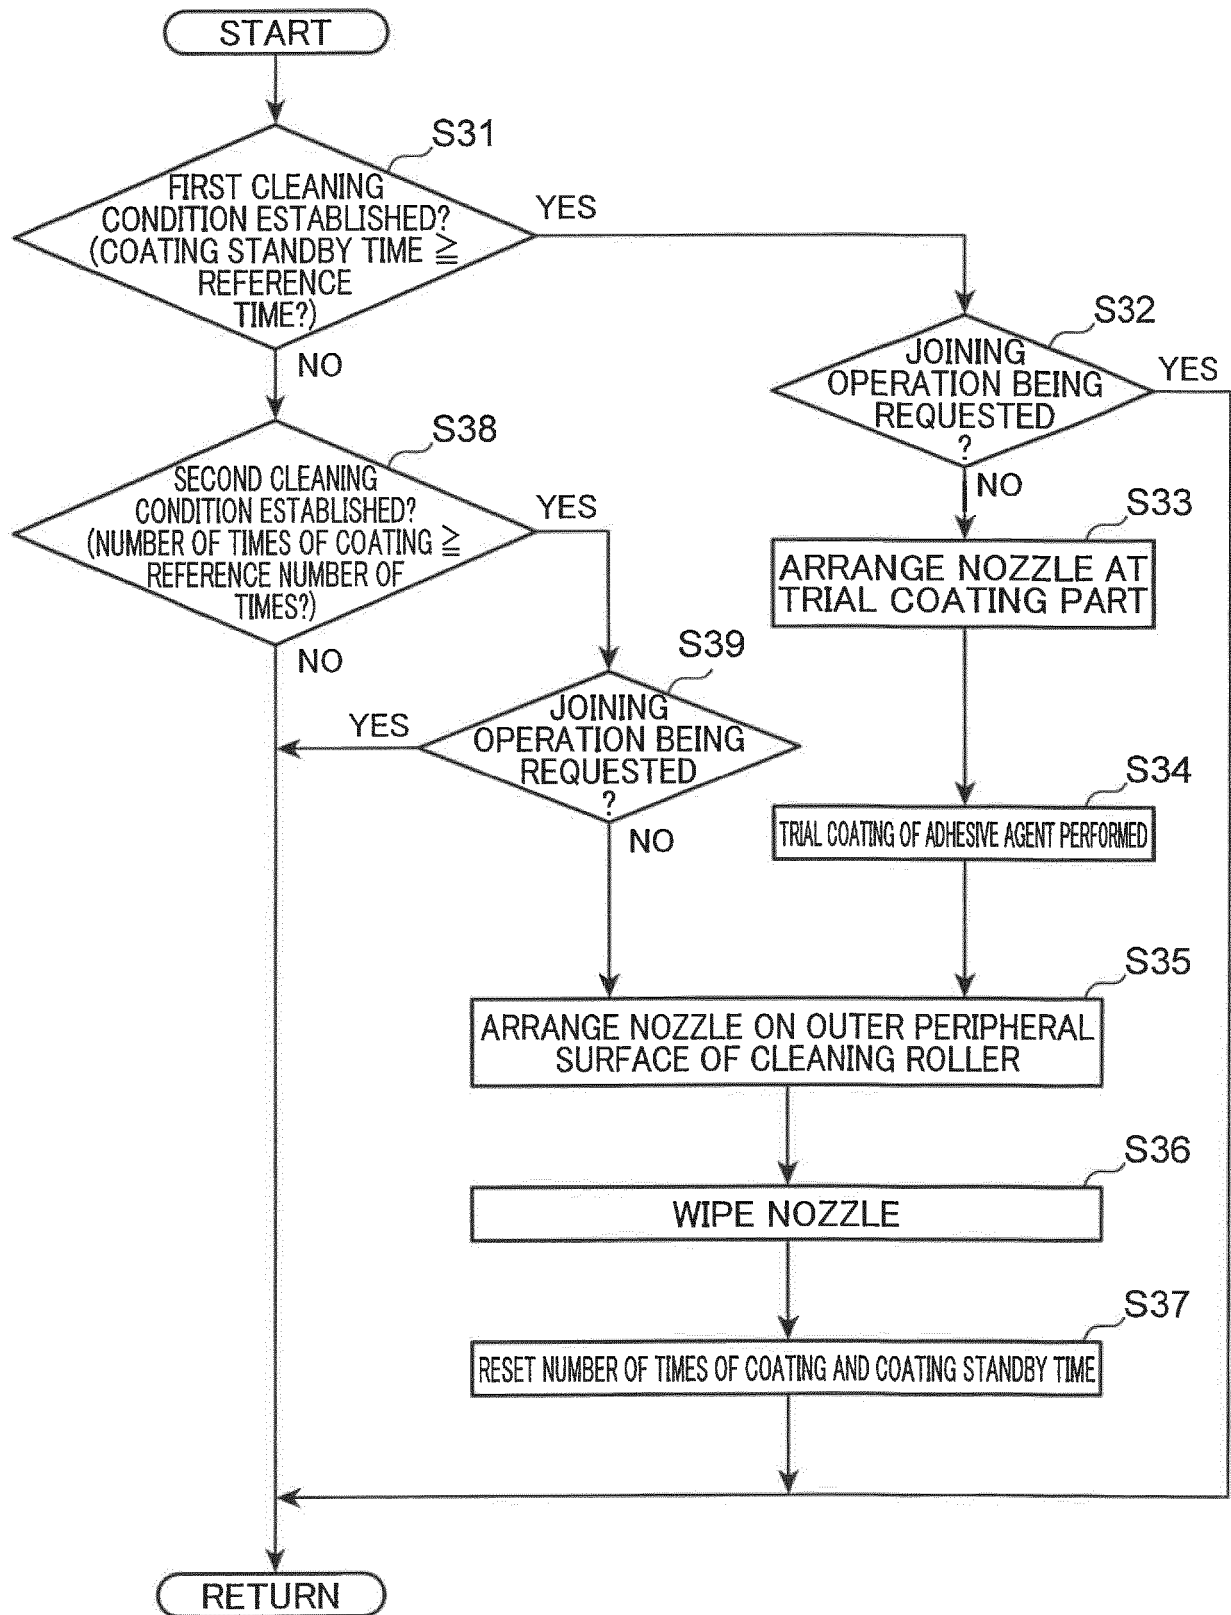 START
S31
FIRST CLEANING
CONDITION ESTABLISHED?
(COATING STANDBY TIME ≧
REFERENCE
TIME?)
YES
NO
S32
JOINING
OPERATION BEING
REQUESTED
?
YES
NO
S38
SECOND CLEANING
CONDITION ESTABLISHED?
(NUMBER OF TIMES OF COATING ≧
REFERENCE NUMBER OF
TIMES?)
YES
NO
S33
ARRANGE NOZZLE AT
TRIAL COATING PART
S39
JOINING
OPERATION BEING
REQUESTED
?
YES
NO
S34
TRIAL COATING OF ADHESIVE AGENT PERFORMED
S35
ARRANGE NOZZLE ON OUTER PERIPHERAL
SURFACE OF CLEANING ROLLER
S36
WIPE NOZZLE
S37
RESET NUMBER OF TIMES OF COATING AND COATING STANDBY TIME
RETURN